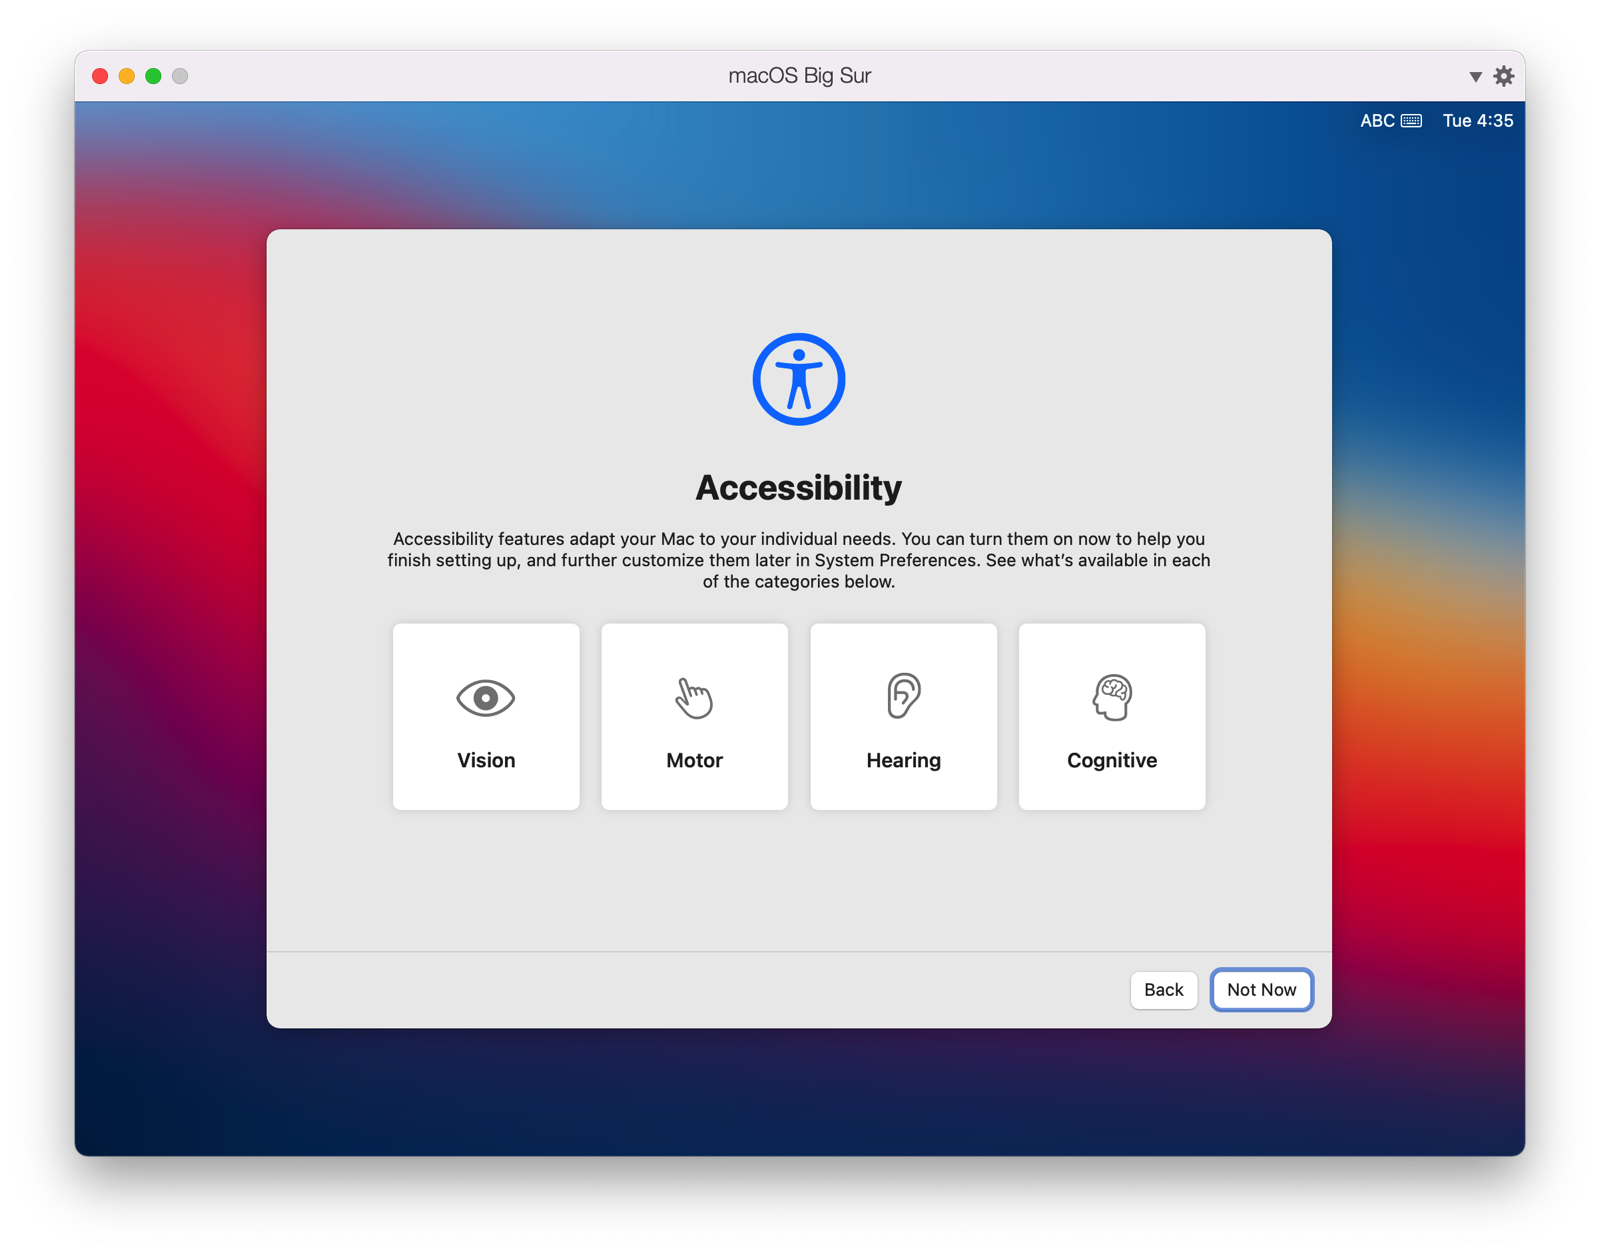 macOS Big Sur
ABC Tue 4:35
Accessibility
Accessibility features adapt your Mac to your individual needs. You can turn them on now to help you
finish setting up, and further customize them later in System Preferences. See what’s available in each
of the categories below.
Vision
Motor
Hearing
Cognitive
Back
Not Now